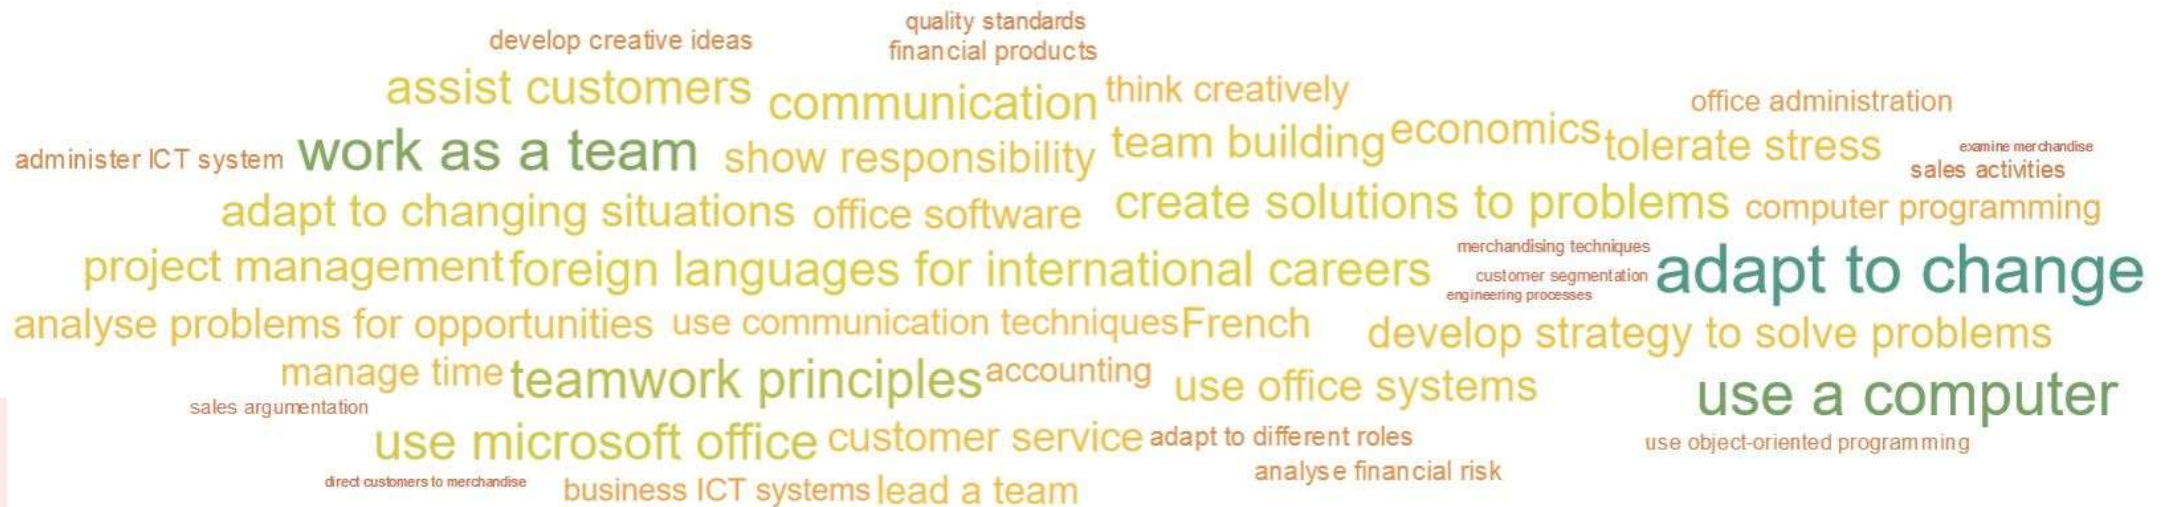 quality standards
develop creative ideas
financial products
assist customers
communication
think creatively
office administration
administer ICT system
work as a team
show responsibility
team building
economics
tolerate stress
examine merchandise
sales activities
adapt to changing situations
office software
create solutions to problems
computer programming
project management
foreign languages for international careers
merchandising techniques
customer segmentation
engineering processes
adapt to change
analyse problems for opportunities
use communication techniques
French
develop strategy to solve problems
manage time
teamwork principles
accounting
use office systems
use a computer
sales argumentation
use microsoft office
customer service
adapt to different roles
use object-oriented programming
direct customers to merchandise
business ICT systems
lead a team
analyse financial risk